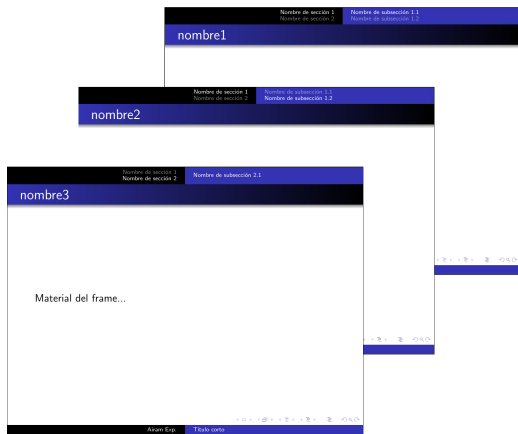 Nombre de sección 1 Nombre de subsección 1.1
Nombre de sección 2 Nombre de subsección 1.2
nombre1
Nombre de sección 1 Nombre de subsección 1.1
Nombre de sección 2 Nombre de subsección 1.2
nombre2
Nombre de sección 1
Nombre de sección 2 Nombre de subsección 2.1
nombre3
Material del frame...
Airam Exp. Título corto